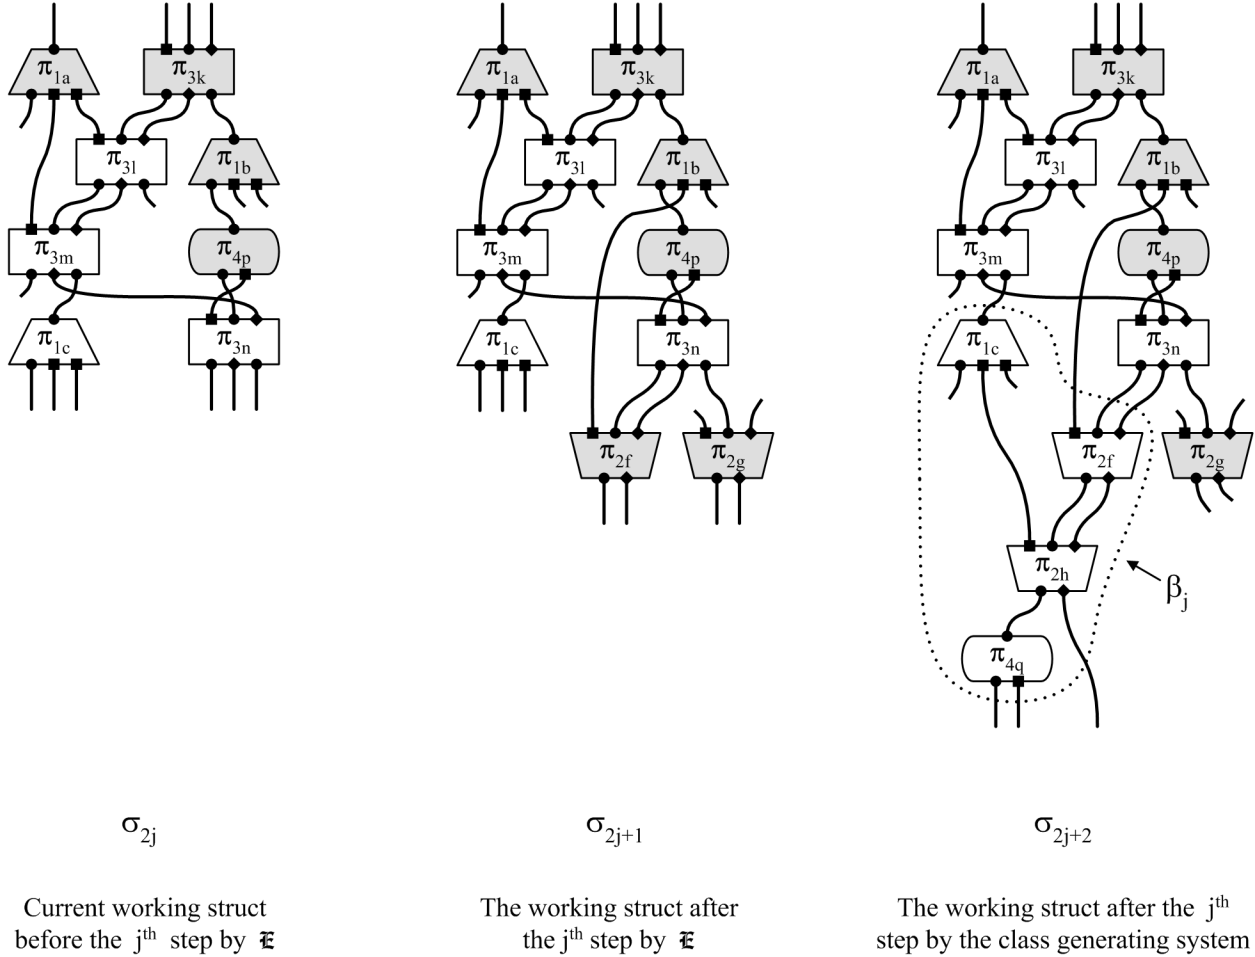 π1a π3k π1a π3k π1a π3k
π3l π1b π3l π1b π3l π1b
π3m π4p π3m π4p π3m π4p
π1c π3n π1c π3n π1c π3n
π2f π2g π2f π2g
π2h
βj
π4q
σ2j σ2j+1 σ2j+2
Current working struct
before the jth step by 𝕰
The working struct after
the jth step by 𝕰
The working struct after the jth
step by the class generating system